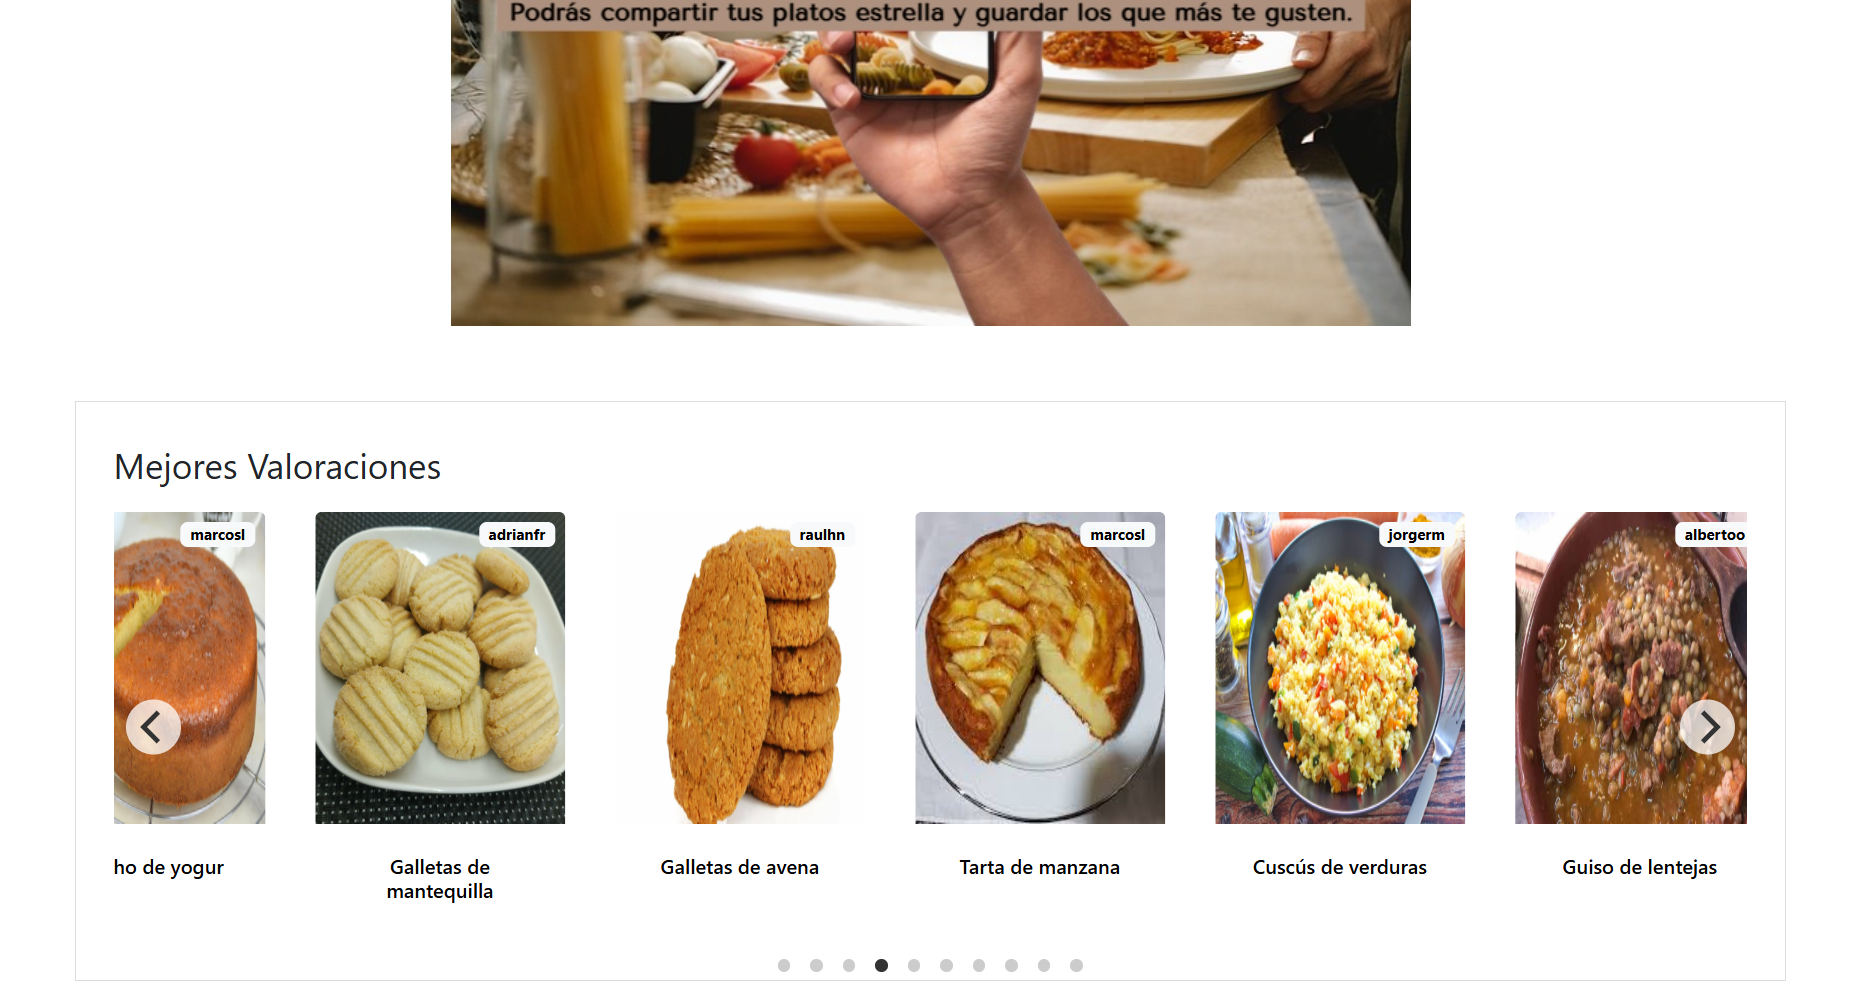 Podrás compartir tus platos estrella y guardar los que más te gusten.
Mejores Valoraciones
marcosl
adrianfr
raulhn
marcosl
jorgerm
albertoo
ho de yogur
Galletas de
mantequilla
Galletas de avena
Tarta de manzana
Cuscús de verduras
Guiso de lentejas